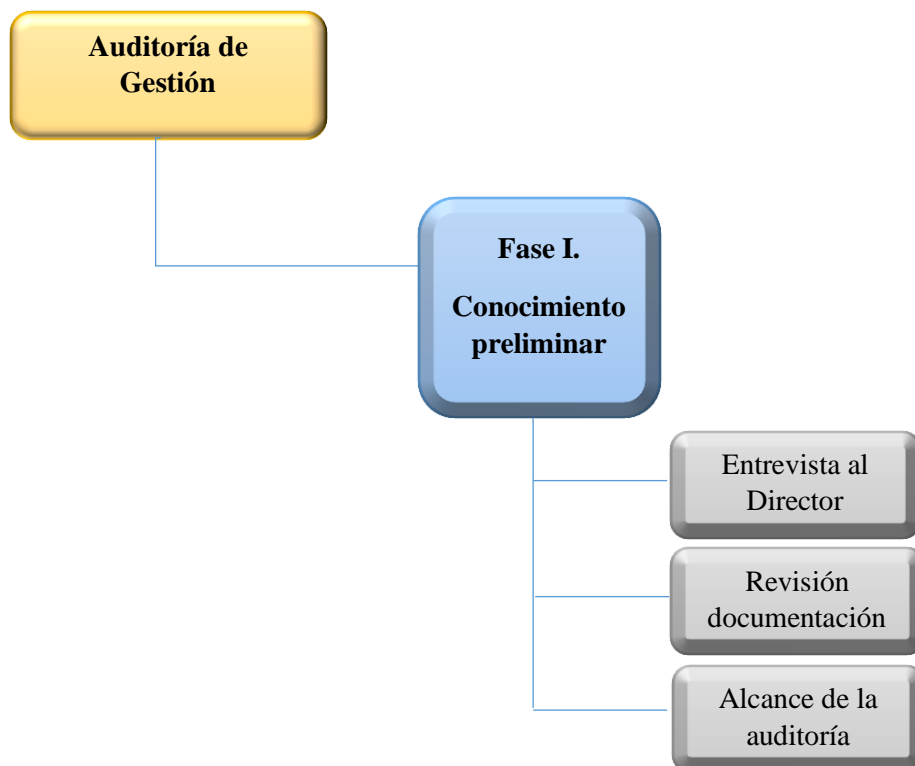 Auditoría de
Gestión
Fase I.
Conocimiento
preliminar
Entrevista al
Director
Revisión
documentación
Alcance de la
auditoría